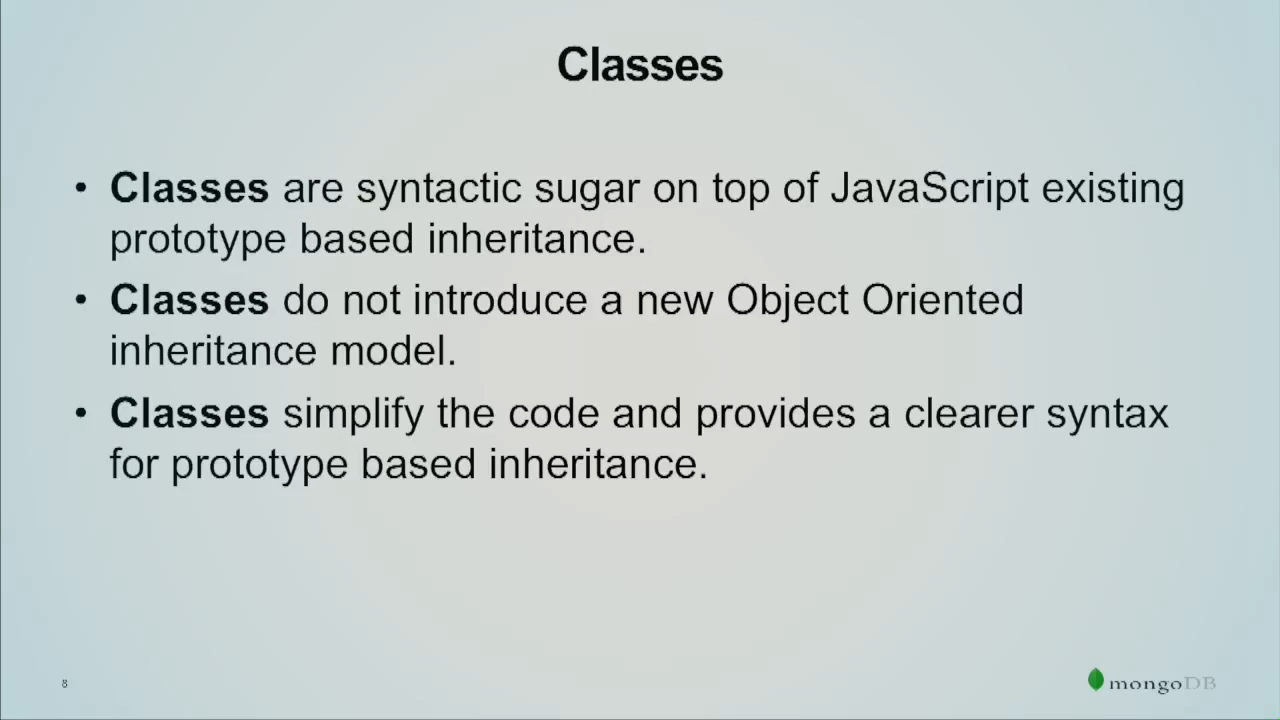 Classes
• Classes are syntactic sugar on top of JavaScript existing
prototype based inheritance.
• Classes do not introduce a new Object Oriented
inheritance model.
• Classes simplify the code and provides a clearer syntax
for prototype based inheritance.
8
mongoDB